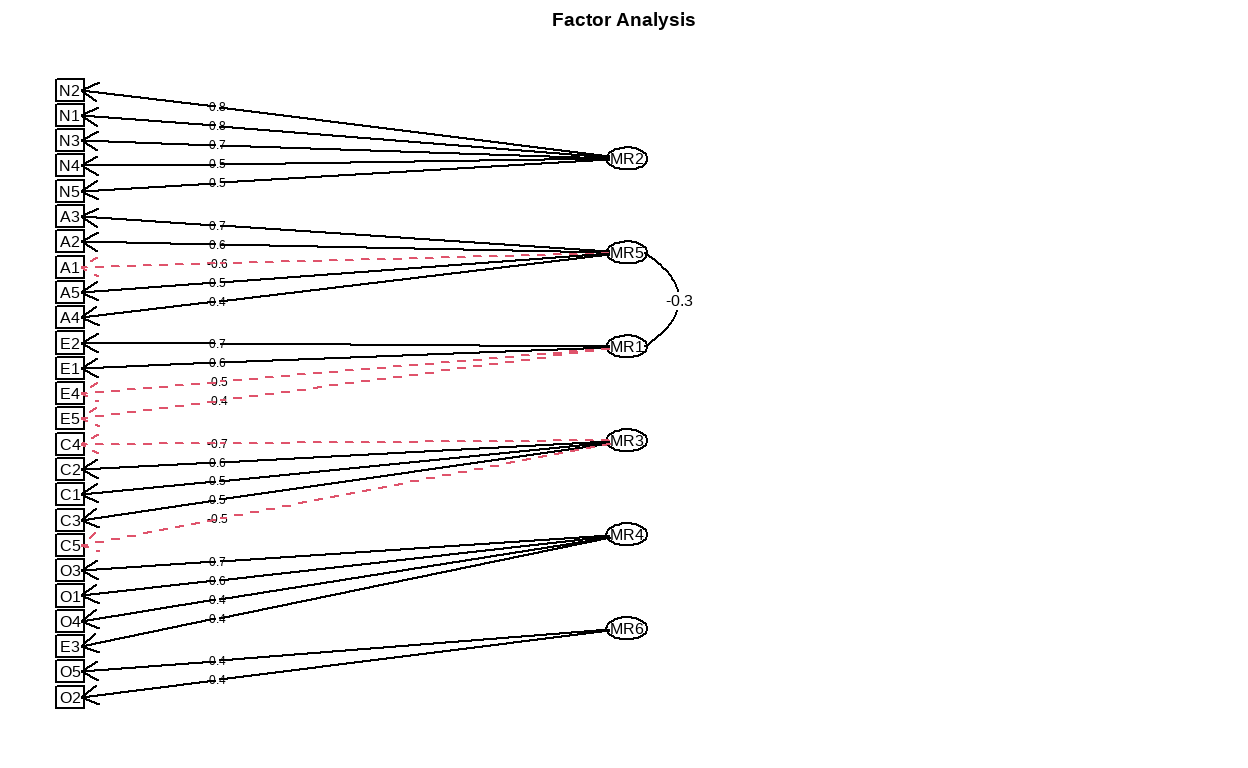 Factor Analysis
N2
N1
N3
N4
N5
A3
A2
A1
A5
A4
E2
E1
E4
E5
C4
C2
C1
C3
C5
O3
O1
O4
E3
O5
O2
0.8
0.8
0.7
0.5
0.5
0.7
0.6
-0.6
0.5
0.4
0.7
0.6
-0.5
-0.4
-0.7
0.6
0.5
0.5
-0.5
0.7
0.6
0.4
0.4
0.4
0.4
MR2
MR5
MR1
MR3
MR4
MR6
-0.3